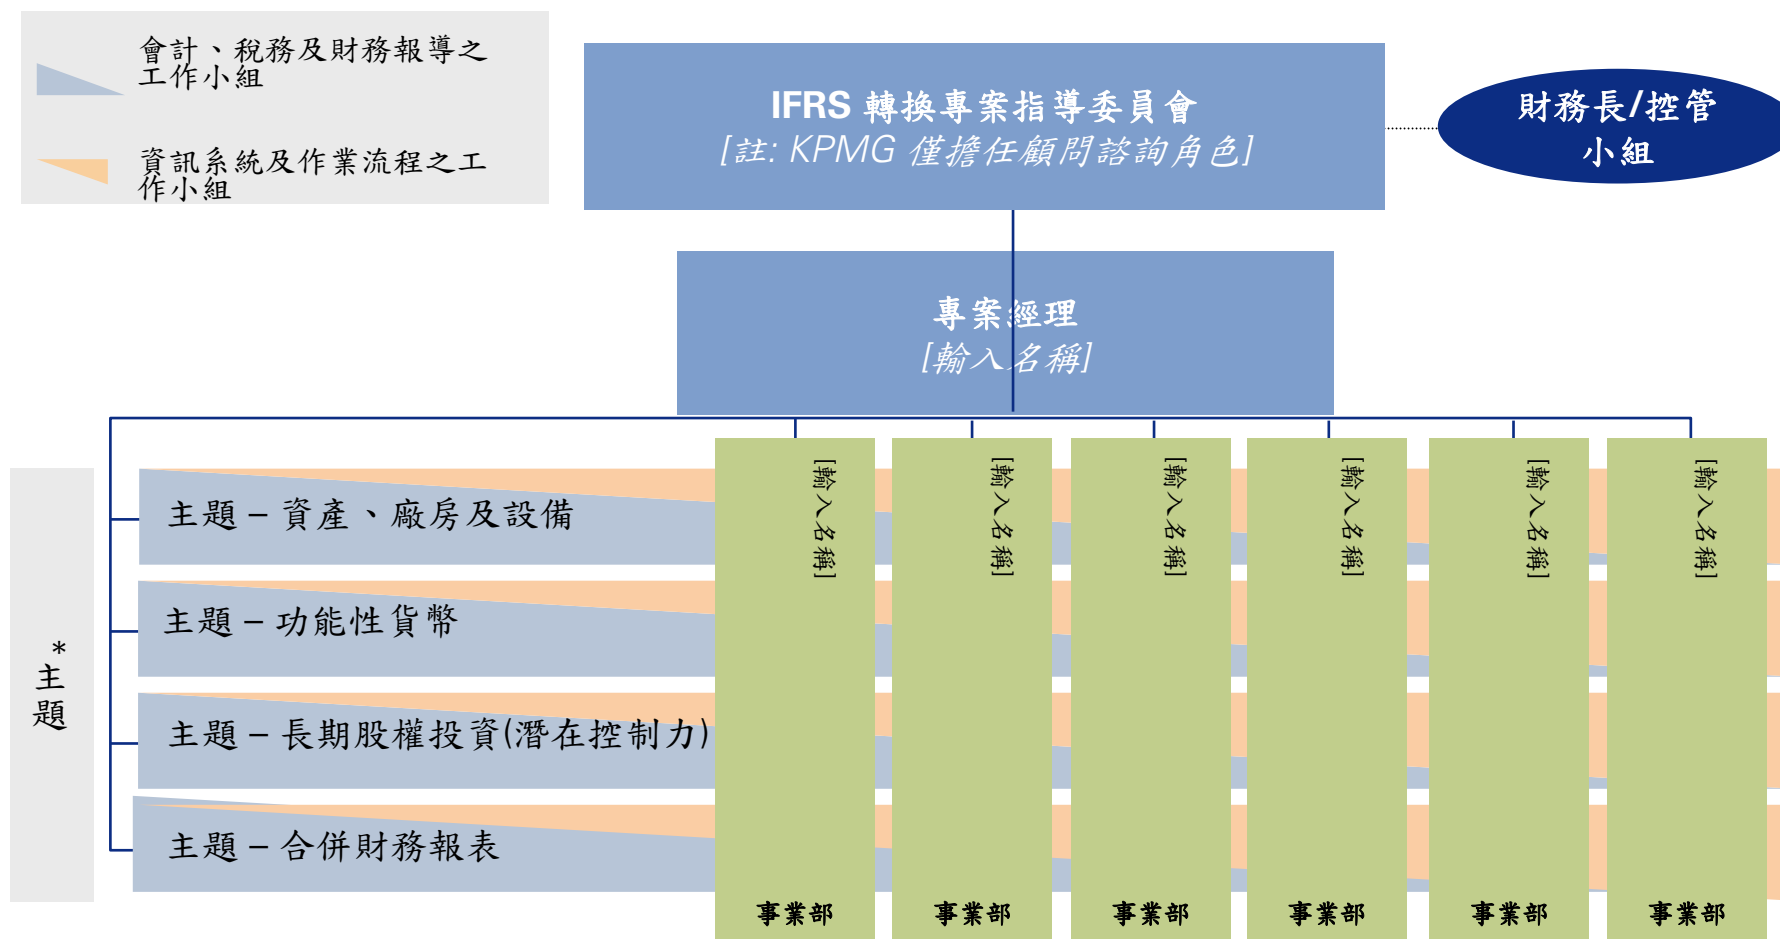 會計、稅務及財務報導之
工作小組
資訊系統及作業流程之工
作小組
IFRS 轉換專案指導委員會
[註: KPMG 僅擔任顧問諮詢角色]
財務長/控管
小組
專案經理
[輸入名稱]
*
主
題
主題 – 資產、廠房及設備
主題 – 功能性貨幣
主題 – 長期股權投資(潛在控制力)
主題 – 合併財務報表
[輸入名稱]
[輸入名稱]
[輸入名稱]
[輸入名稱]
[輸入名稱]
[輸入名稱]
事業部
事業部
事業部
事業部
事業部
事業部